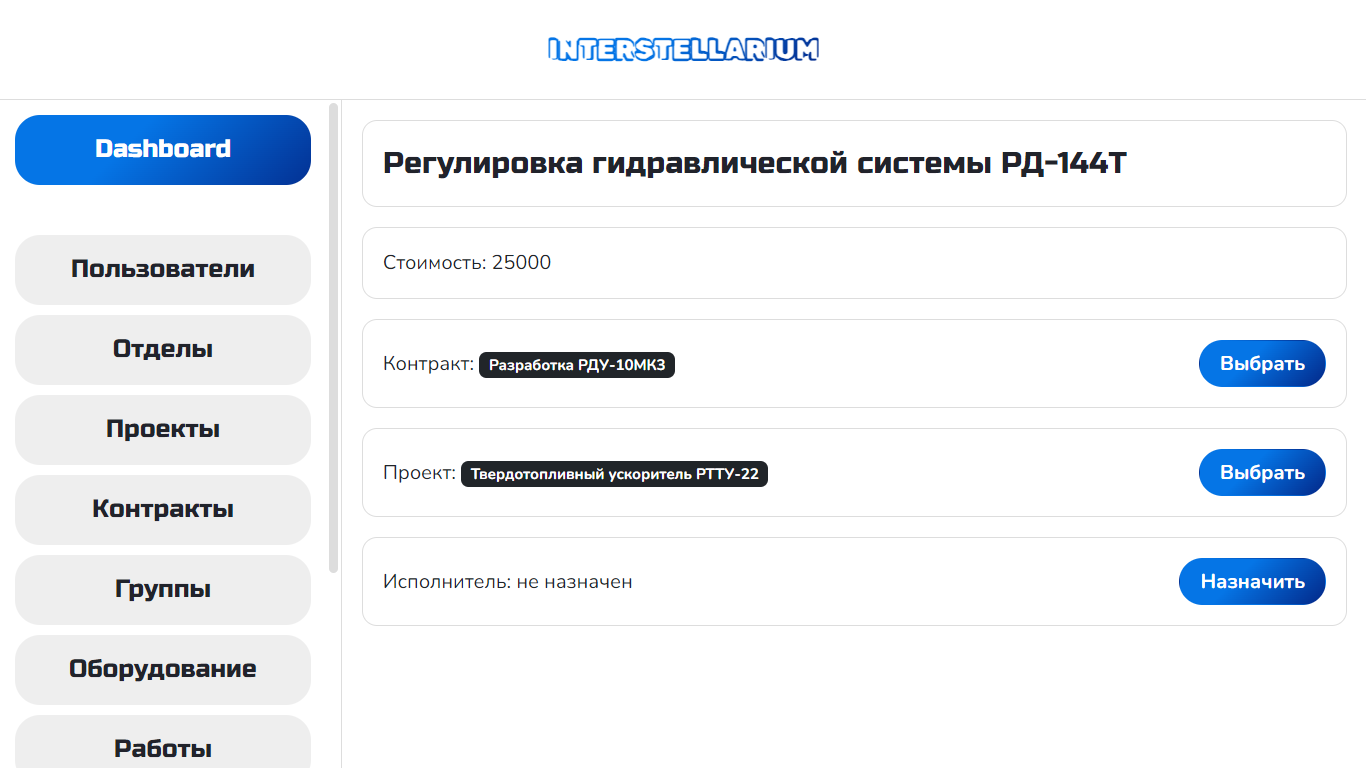 INTERSTELLARIUM
Dashboard
Пользователи
Отделы
Проекты
Контракты
Группы
Оборудование
Работы
Регулировка гидравлической системы РД-144Т
Стоимость: 25000
Контракт: Разработка РДУ-10МКЗ
Выбрать
Проект: Твердотопливный ускоритель РТТУ-22
Выбрать
Исполнитель: не назначен
Назначить